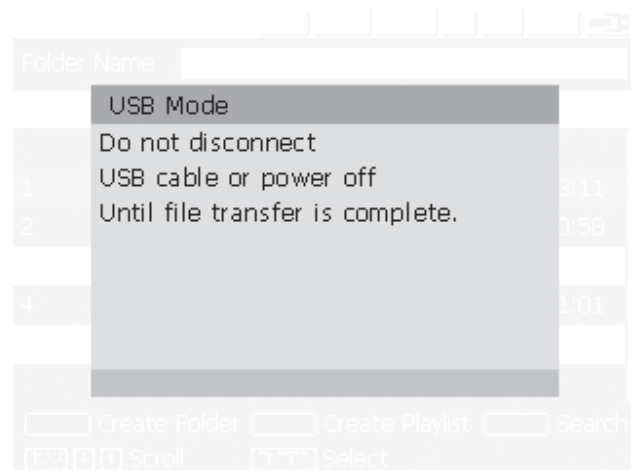 Folder Name
USB Mode
Do not disconnect
USB cable or power off
Until file transfer is complete.
1
2
4
Create Folder Create Playlist Search
Scroll Select